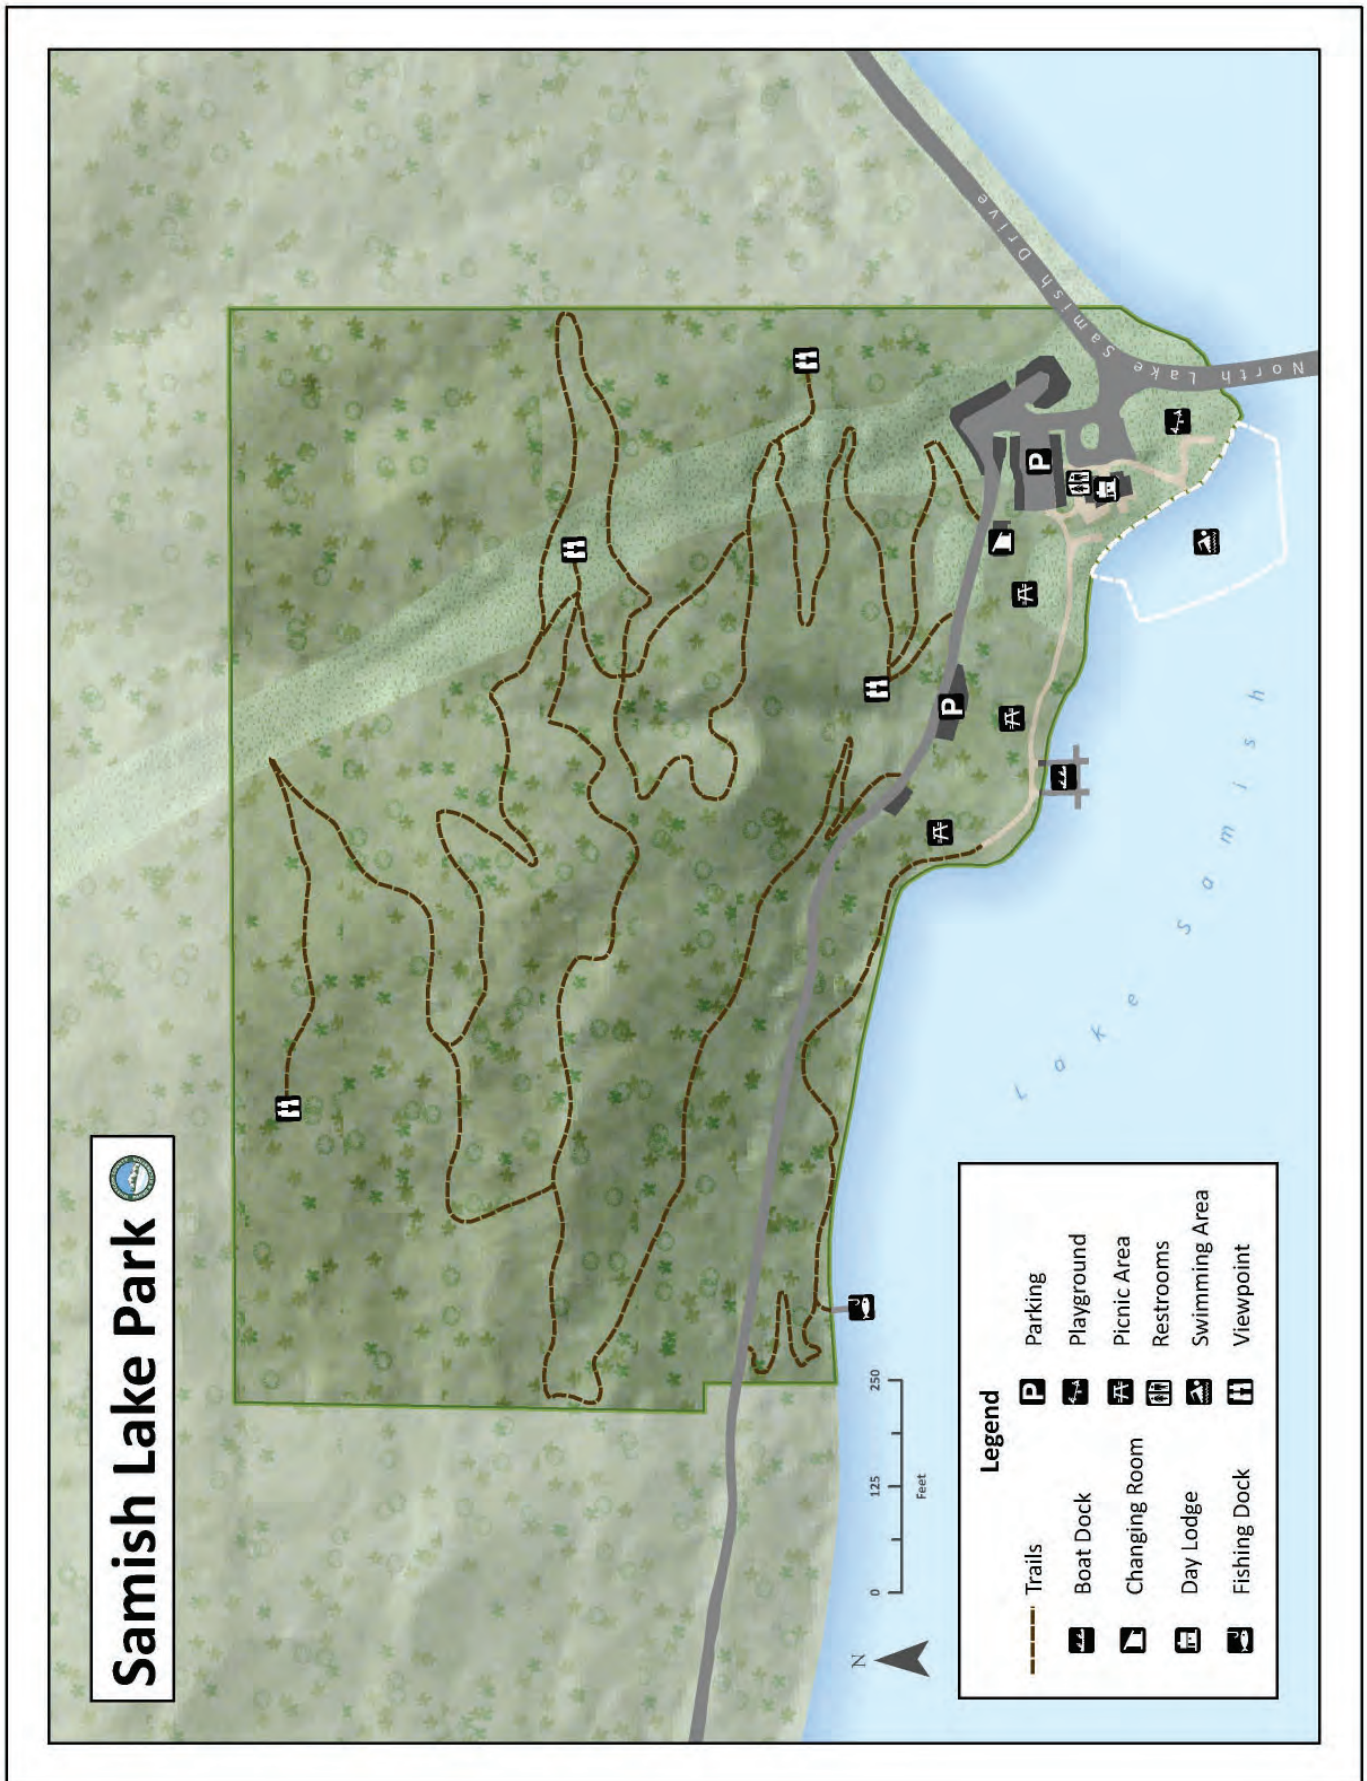 Samish Lake Park
North Lake Samish Drive
Lake Samish
P
P
N
0 125 250
Feet
Legend
Trails
Boat Dock
Changing Room
Day Lodge
Fishing Dock
P Parking
Playground
Picnic Area
Restrooms
Swimming Area
Viewpoint